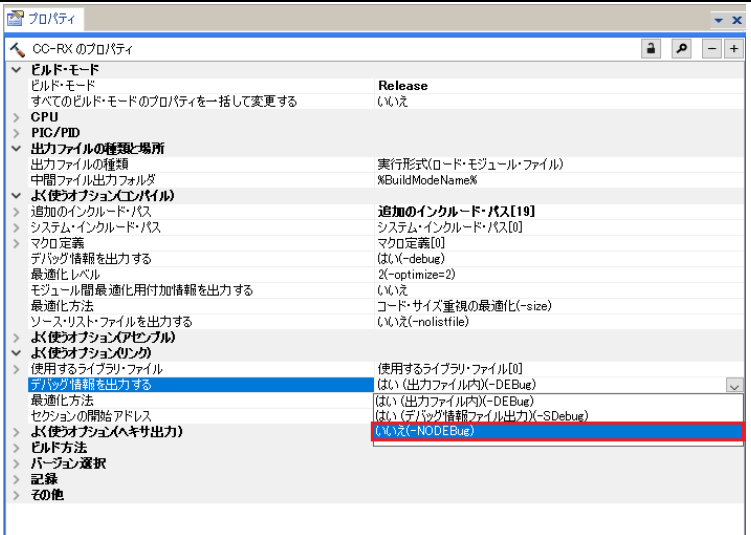 プロパティ
CC-RX のプロパティ
ビルド・モード
ビルド・モード Release
すべてのビルド・モードのプロパティを一括して変更する いいえ
CPU
PIC/PID
出力ファイルの種類と場所
出力ファイルの種類 実行形式(ロード・モジュール・ファイル)
中間ファイル出力フォルダ %BuildModeName%
よく使うオプション(コンパイル)
追加のインクルード・パス 追加のインクルード・パス[19]
システム・インクルード・パス システム・インクルード・パス[0]
マクロ定義 マクロ定義[0]
デバッグ情報を出力する はい(-debug)
最適化レベル 2(-optimize=2)
モジュール間最適化用付加情報を出力する いいえ
最適化方法 コード・サイズ重視の最適化(-size)
ソース・リスト・ファイルを出力する いいえ(-nolistfile)
よく使うオプション(アセンブル)
よく使うオプション(リンク)
使用するライブラリ・ファイル 使用するライブラリ・ファイル[0]
デバッグ情報を出力する はい (出力ファイル内)(-DEBug)
最適化方法 はい (出力ファイル内)(-DEBug)
セクションの開始アドレス はい (デバッグ情報ファイル出力)(-SDebug)
よく使うオプション(ヘキサ出力) いいえ(-NODEBug)
ビルド方法
バージョン選択
記録
その他